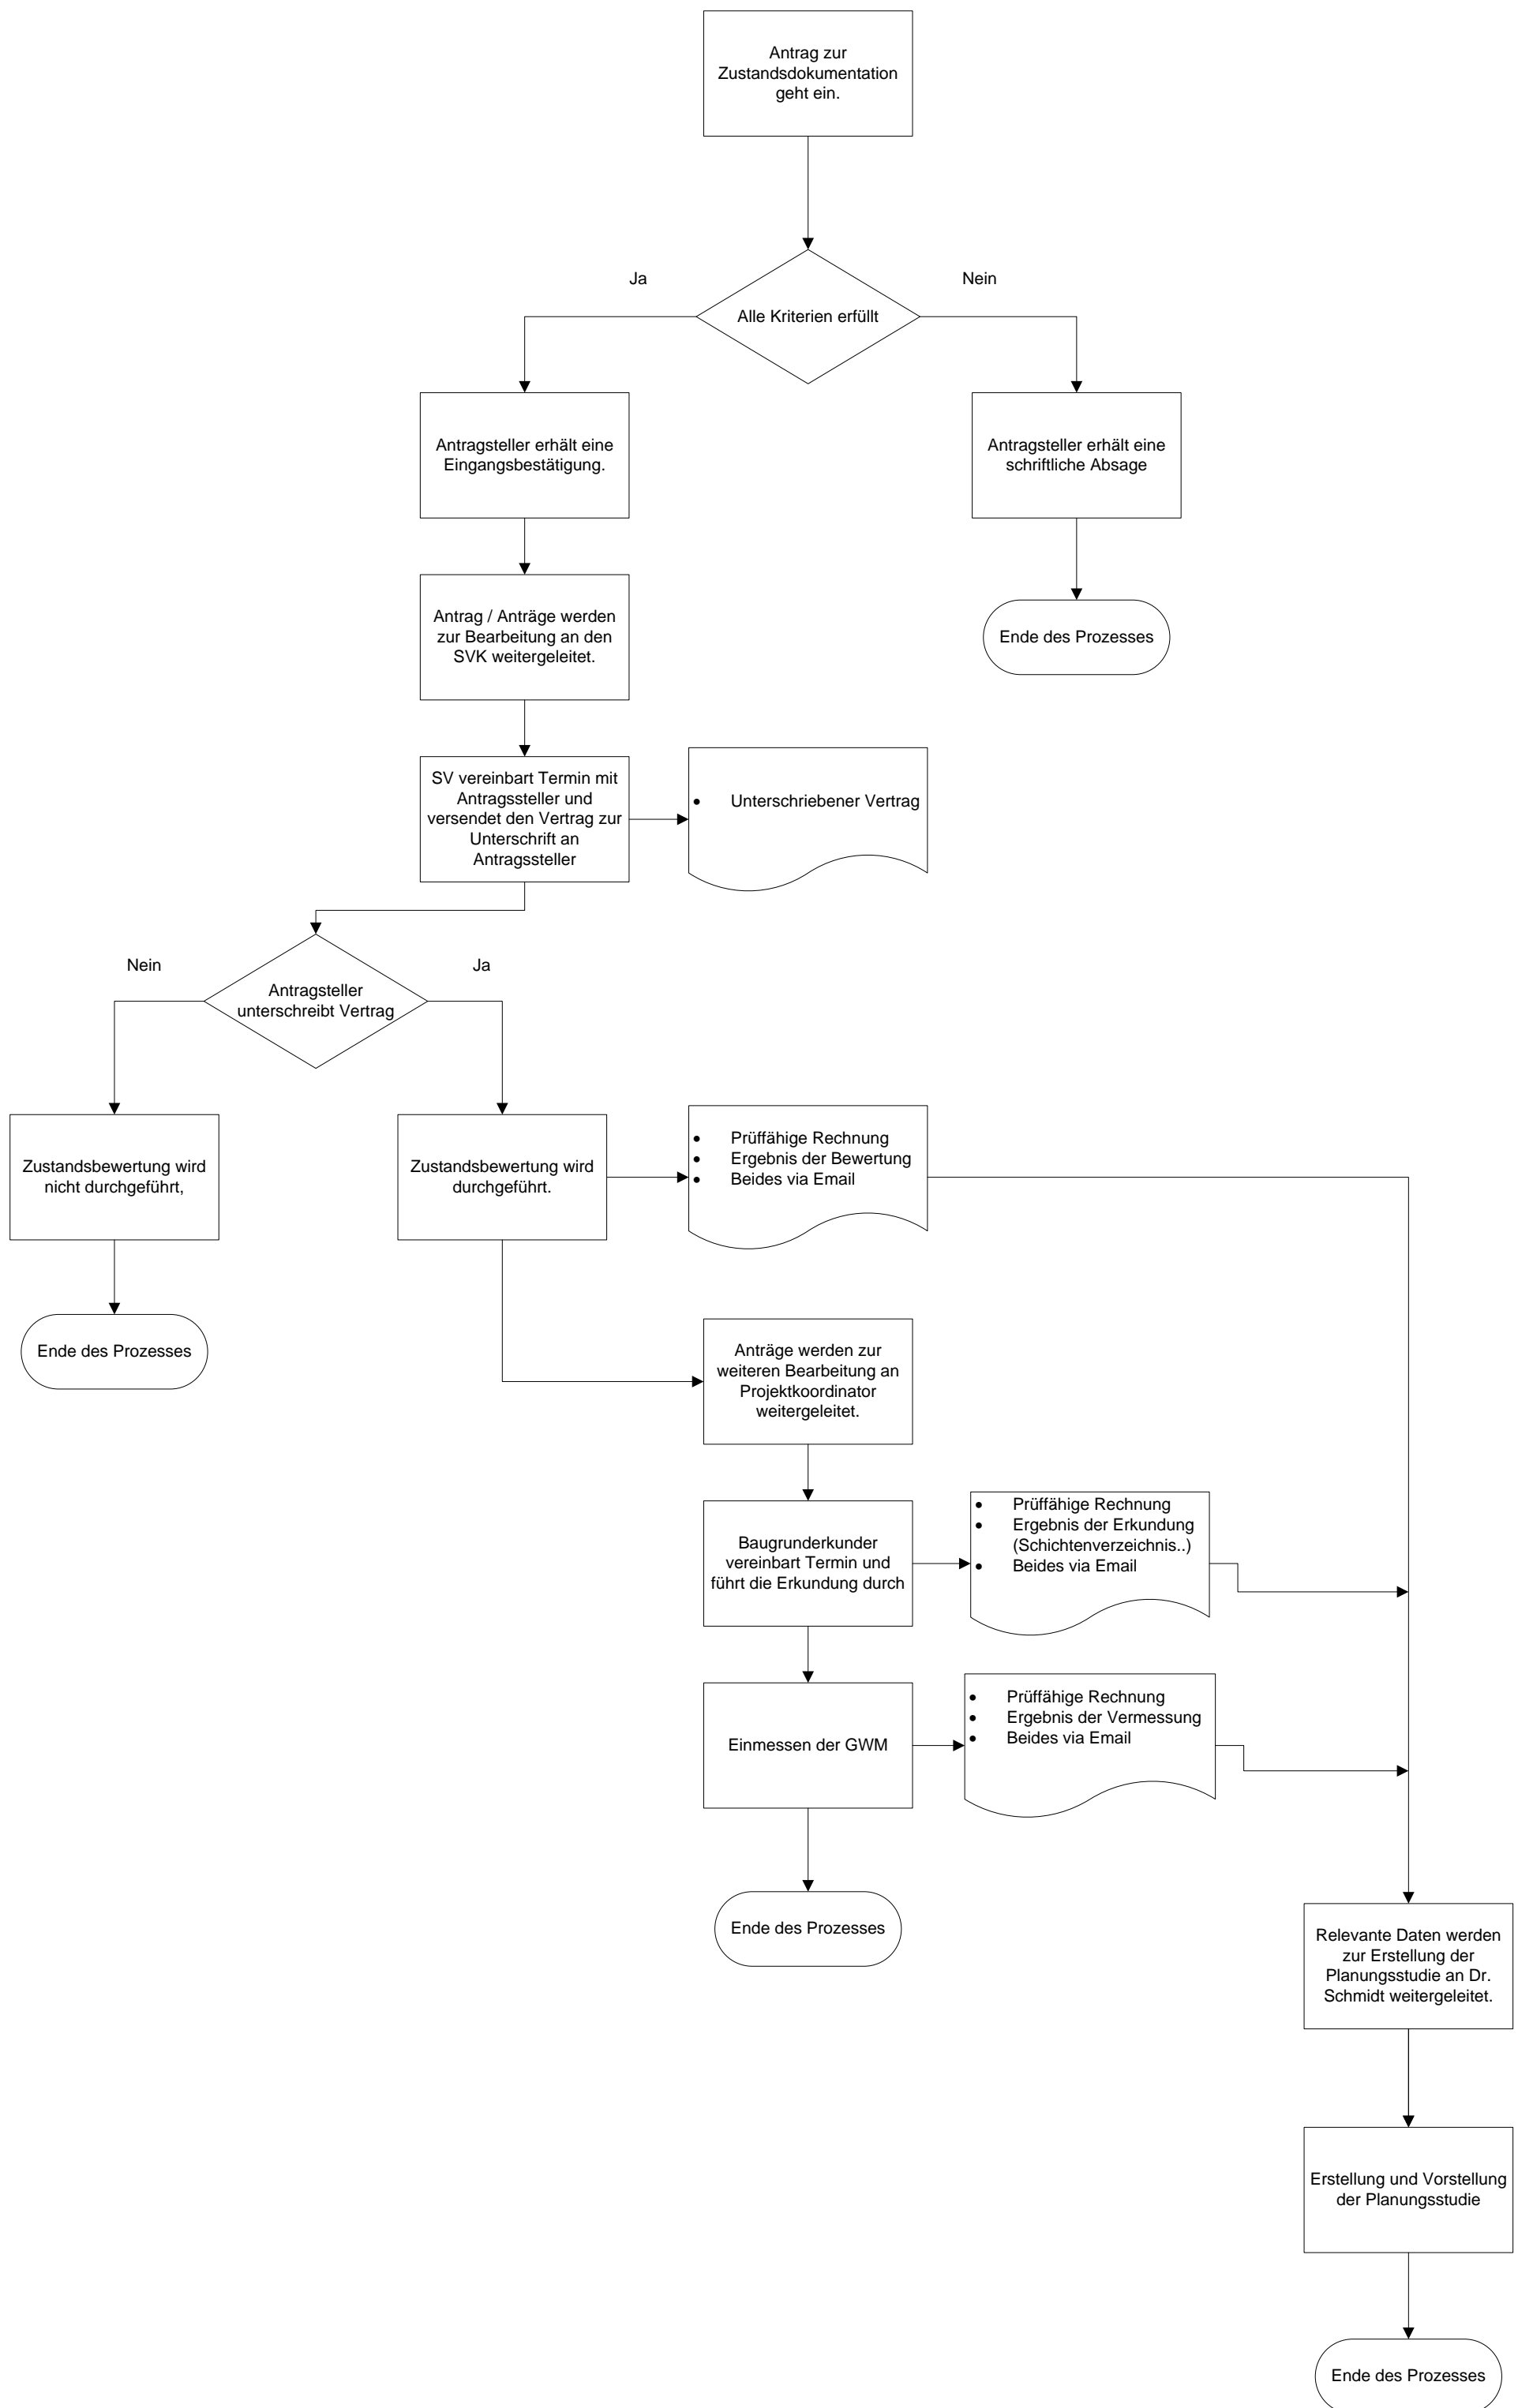 Antrag zur
Zustandsdokumentation
geht ein.
Ja
Nein
Alle Kriterien erfüllt
Antragsteller erhält eine
Eingangsbestätigung.
Antragsteller erhält eine
schriftliche Absage
Antrag / Anträge werden
zur Bearbeitung an den
SVK weitergeleitet.
Ende des Prozesses
SV vereinbart Termin mit
Antragssteller und
versendet den Vertrag zur
Unterschrift an
Antragssteller
• Unterschriebener Vertrag
Nein
Ja
Antragsteller
unterschreibt Vertrag
Zustandsbewertung wird
nicht durchgeführt,
Zustandsbewertung wird
durchgeführt.
• Prüffähige Rechnung
• Ergebnis der Bewertung
• Beides via Email
Ende des Prozesses
Anträge werden zur
weiteren Bearbeitung an
Projektkoordinator
weitergeleitet.
Baugrunderkunder
vereinbart Termin und
führt die Erkundung durch
• Prüffähige Rechnung
• Ergebnis der Erkundung
(Schichtenverzeichnis..)
• Beides via Email
Einmessen der GWM
• Prüffähige Rechnung
• Ergebnis der Vermessung
• Beides via Email
Ende des Prozesses
Relevante Daten werden
zur Erstellung der
Planungsstudie an Dr.
Schmidt weitergeleitet.
Erstellung und Vorstellung
der Planungsstudie
Ende des Prozesses